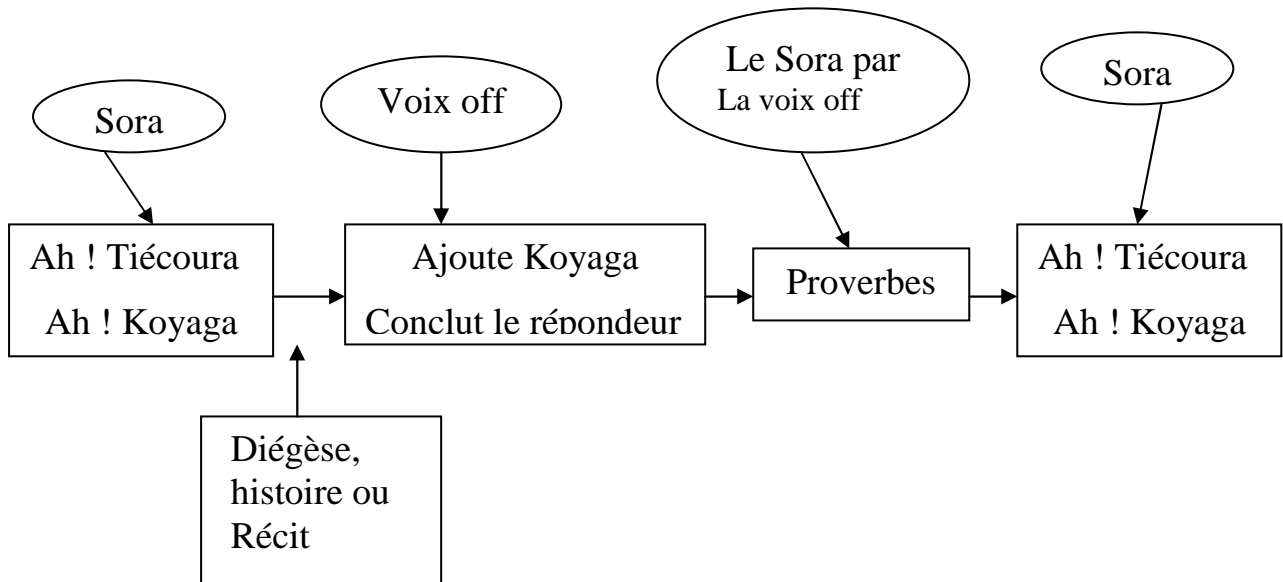 Sora
Voix off
Le Sora par
La voix off
Sora
Ah ! Tiécoura
Ah ! Koyaga
Ajoute Koyaga
Conclut le répondeur
Proverbes
Ah ! Tiécoura
Ah ! Koyaga
Diégèse,
histoire ou
Récit